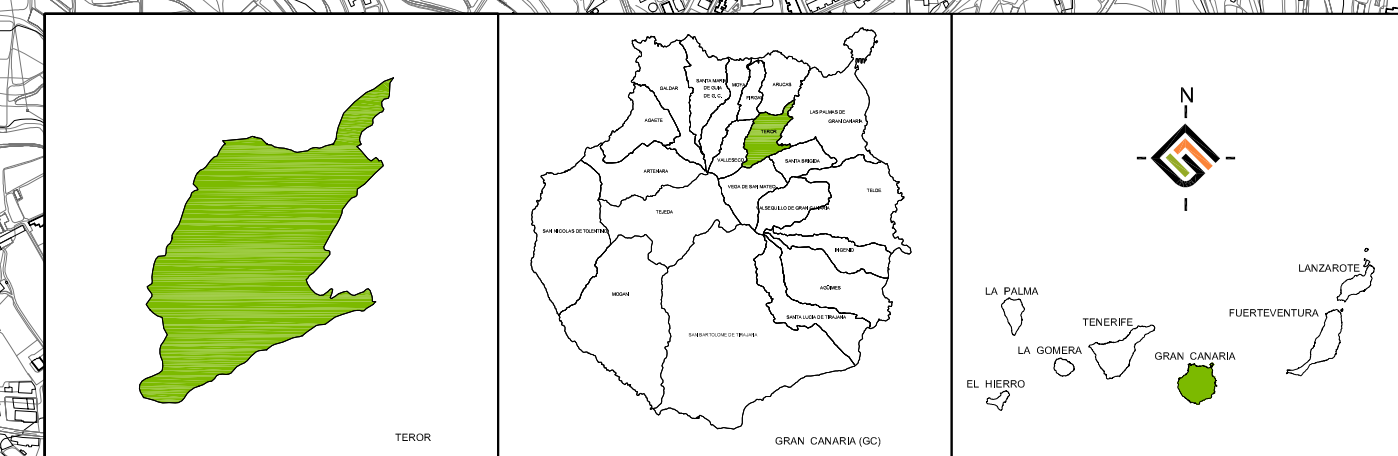 TEROR
GALDAR
SANTA MARIA
DE GUIA
DE G. C.
MOYA
FIRGAS
ARUCAS
LAS PALMAS DE
GRAN CANARIA
AGAETE
TEROR
VALLESECO
SANTA BRIGIDA
ARTENARA
VEGA DE SAN MATEO
TELDE
TEJEDA
VALSEQUILLO DE GRAN CANARIA
SAN NICOLAS DE TOLENTINO
INGENIO
MOGAN
AGÜIMES
SANTA LUCIA DE TIRAJANA
SAN BARTOLOME DE TIRAJANA
GRAN CANARIA (GC)
N
LANZAROTE
LA PALMA
FUERTEVENTURA
TENERIFE
LA GOMERA
GRAN CANARIA
EL HIERRO